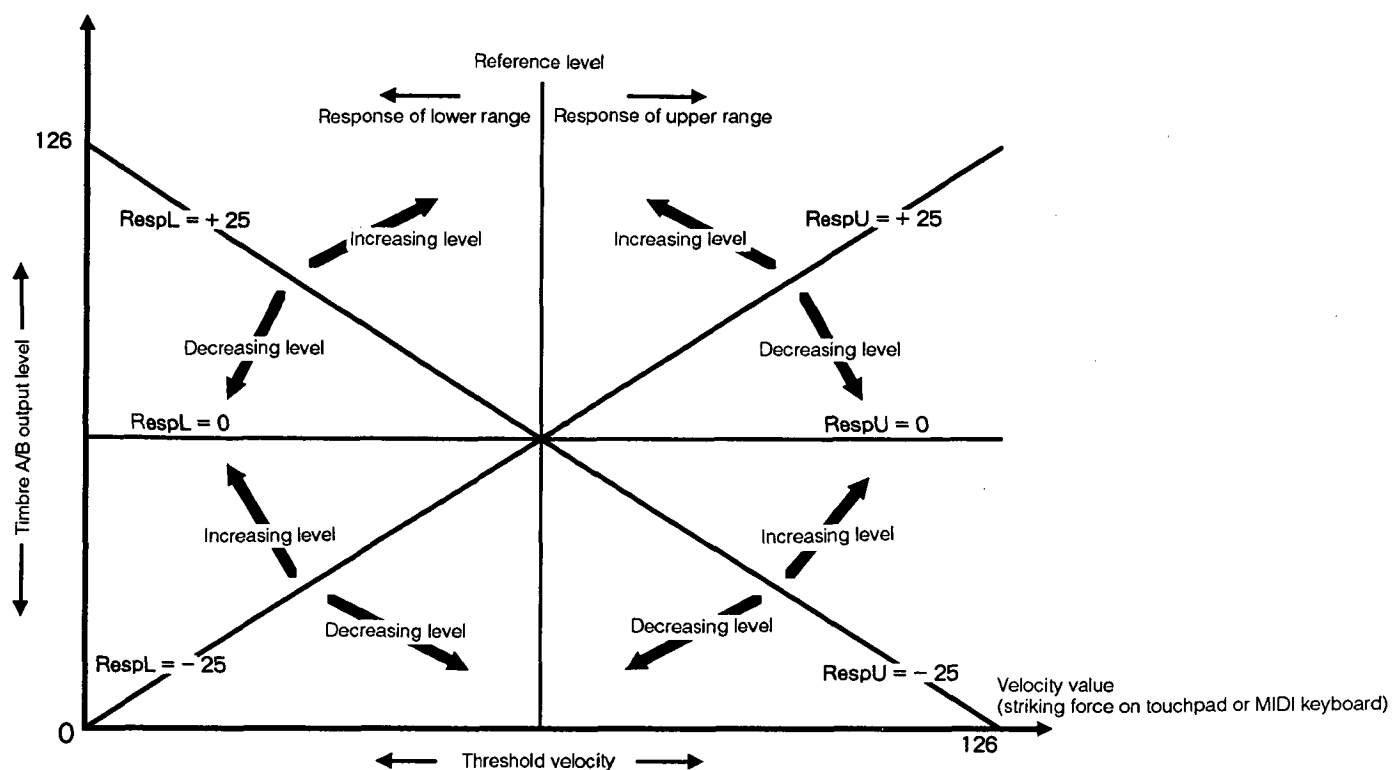 Reference level
Response of lower range
Response of upper range
126
RespL = + 25
RespU = + 25
Increasing level
Increasing level
Decreasing level
Decreasing level
Timbre A/B output level
RespL = 0
RespU = 0
Increasing level
Increasing level
Decreasing level
Decreasing level
RespL = – 25
RespU = – 25
Velocity value
(striking force on touchpad or MIDI keyboard)
0
126
Threshold velocity